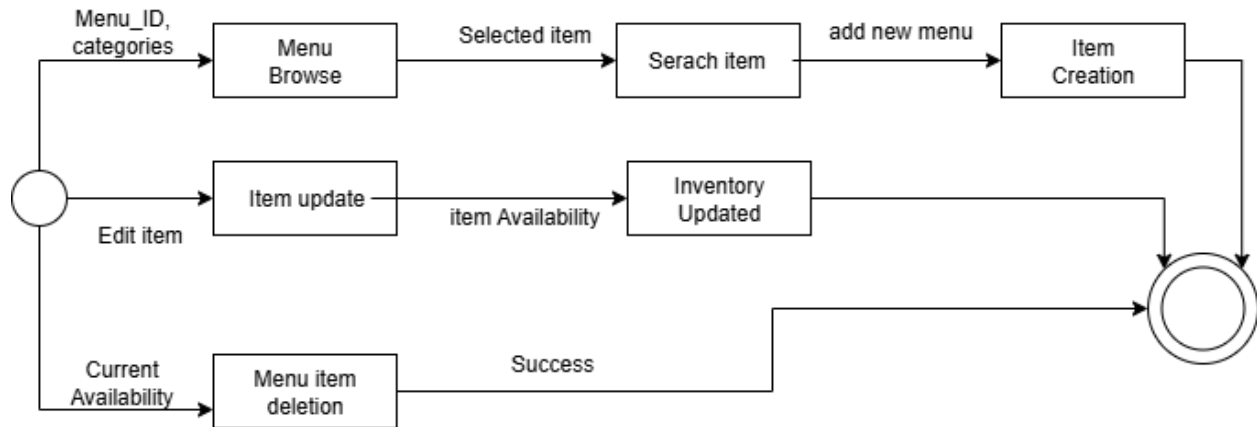 Menu_ID,
categories
Menu
Browse
Selected item
Serach item
add new menu
Item
Creation
Edit item
Item update
item Availability
Inventory
Updated
Current
Availability
Menu item
deletion
Success